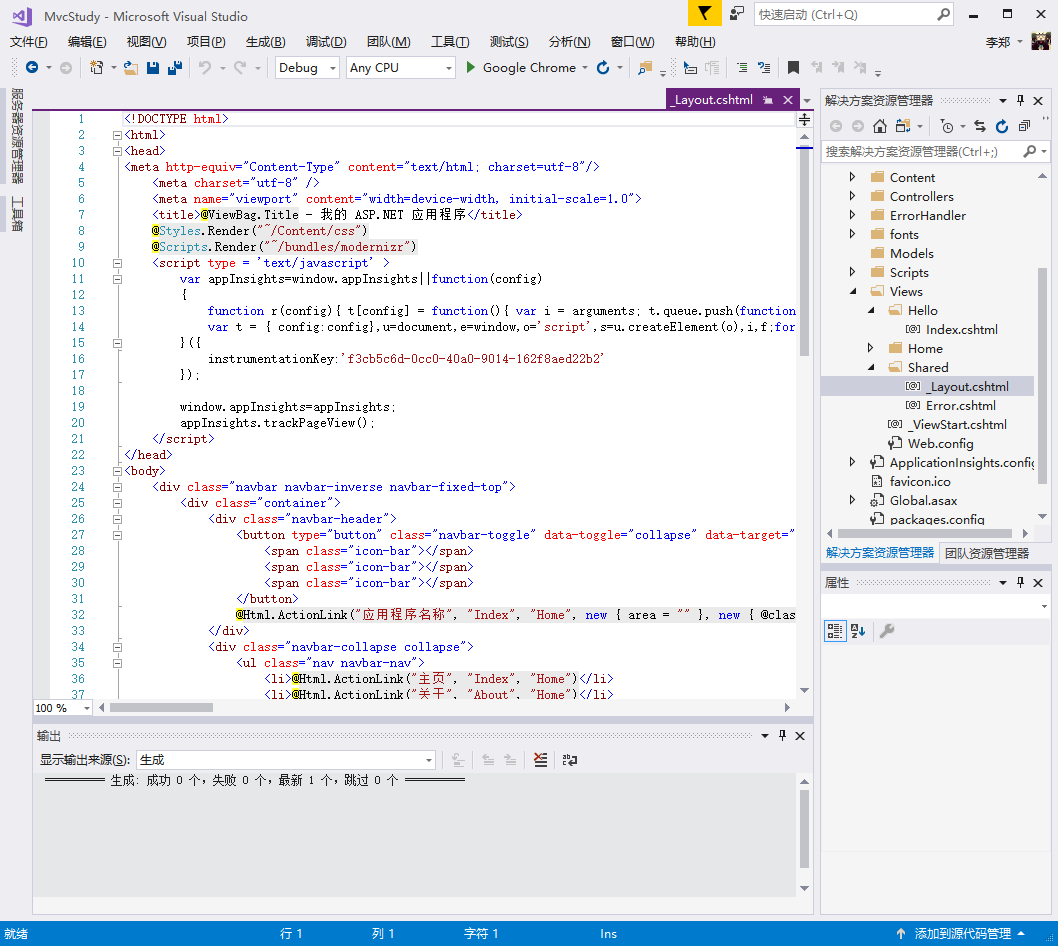 MvcStudy - Microsoft Visual Studio
快速启动 (Ctrl+Q)
文件(F) 编辑(E) 视图(V) 项目(P) 生成(B) 调试(D) 团队(M) 工具(T) 测试(S) 分析(N) 窗口(W) 帮助(H) 李郑
Debug Any CPU Google Chrome
服务器资源管理器
工具箱
_Layout.cshtml
1 <!DOCTYPE html>
2 <html>
3 <head>
4 <meta http-equiv="Content-Type" content="text/html; charset=utf-8"/>
5 <meta charset="utf-8" />
6 <meta name="viewport" content="width=device-width, initial-scale=1.0">
7 <title>@ViewBag.Title - 我的 ASP.NET 应用程序</title>
8 @Styles.Render("~/Content/css")
9 @Scripts.Render("~/bundles/modernizr")
10 <script type = 'text/javascript' >
11 var appInsights=window.appInsights||function(config)
12 {
13 function r(config){ t[config] = function(){ var i = arguments; t.queue.push(function
14 var t = { config:config},u=document,e=window,o='script',s=u.createElement(o),i,f;for
15 }({
16 instrumentationKey:'f3cb5c6d-0cc0-40a0-9014-162f8aed22b2'
17 });
18
19 window.appInsights=appInsights;
20 appInsights.trackPageView();
21 </script>
22 </head>
23 <body>
24 <div class="navbar navbar-inverse navbar-fixed-top">
25 <div class="container">
26 <div class="navbar-header">
27 <button type="button" class="navbar-toggle" data-toggle="collapse" data-target="
28 <span class="icon-bar"></span>
29 <span class="icon-bar"></span>
30 <span class="icon-bar"></span>
31 </button>
32 @Html.ActionLink("应用程序名称", "Index", "Home", new { area = "" }, new { @clas
33 </div>
34 <div class="navbar-collapse collapse">
35 <ul class="nav navbar-nav">
36 <li>@Html.ActionLink("主页", "Index", "Home")</li>
37 <li>@Html.ActionLink("关于", "About", "Home")</li>
100 %
输出
显示输出来源(S): 生成
========== 生成: 成功 0 个，失败 0 个，最新 1 个，跳过 0 个 ==========
解决方案资源管理器
搜索解决方案资源管理器(Ctrl+;)
Content
Controllers
ErrorHandler
fonts
Models
Scripts
Views
Hello
Index.cshtml
Home
Shared
_Layout.cshtml
Error.cshtml
_ViewStart.cshtml
Web.config
ApplicationInsights.config
favicon.ico
Global.asax
packages.config
解决方案资源管理器 团队资源管理器
属性
就绪 行 1 列 1 字符 1 Ins 添加到源代码管理